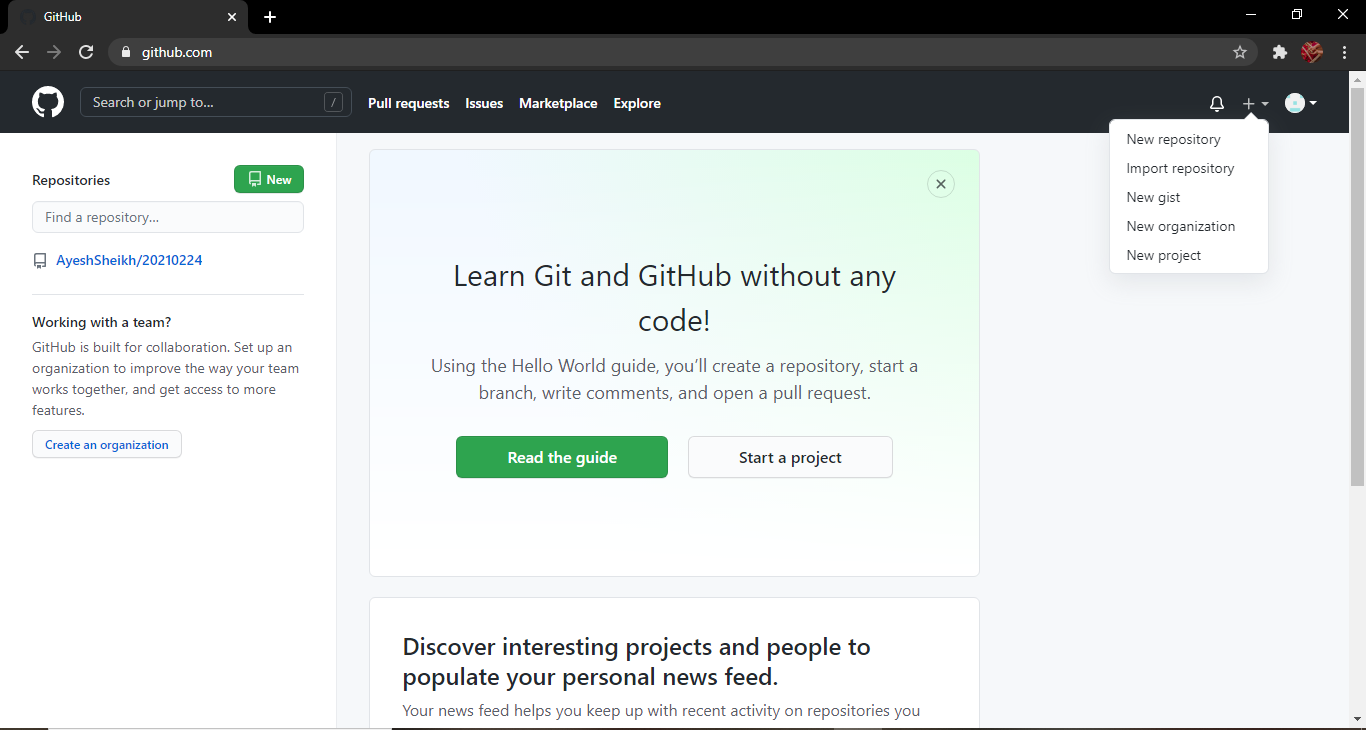 GitHub
github.com
Search or jump to...
/
Pull requests
Issues
Marketplace
Explore
New repository
Import repository
New gist
New organization
New project
Repositories
New
Find a repository...
AyeshSheikh/20210224
Working with a team?
GitHub is built for collaboration. Set up an
organization to improve the way your team
works together, and get access to more
features.
Create an organization
Learn Git and GitHub without any
code!
Using the Hello World guide, you’ll create a repository, start a
branch, write comments, and open a pull request.
Read the guide
Start a project
Discover interesting projects and people to
populate your personal news feed.
Your news feed helps you keep up with recent activity on repositories you